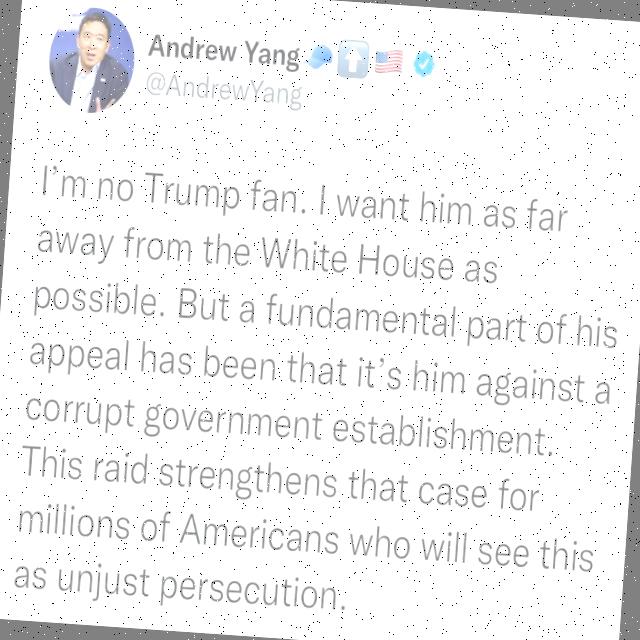 Andrew Yang 🧢⬆️🇺🇸
@AndrewYang
I'm no Trump fan. I want him as far
away from the White House as
possible. But a fundamental part of his
appeal has been that it's him against a
corrupt government establishment.
This raid strengthens that case for
millions of Americans who will see this
as unjust persecution.